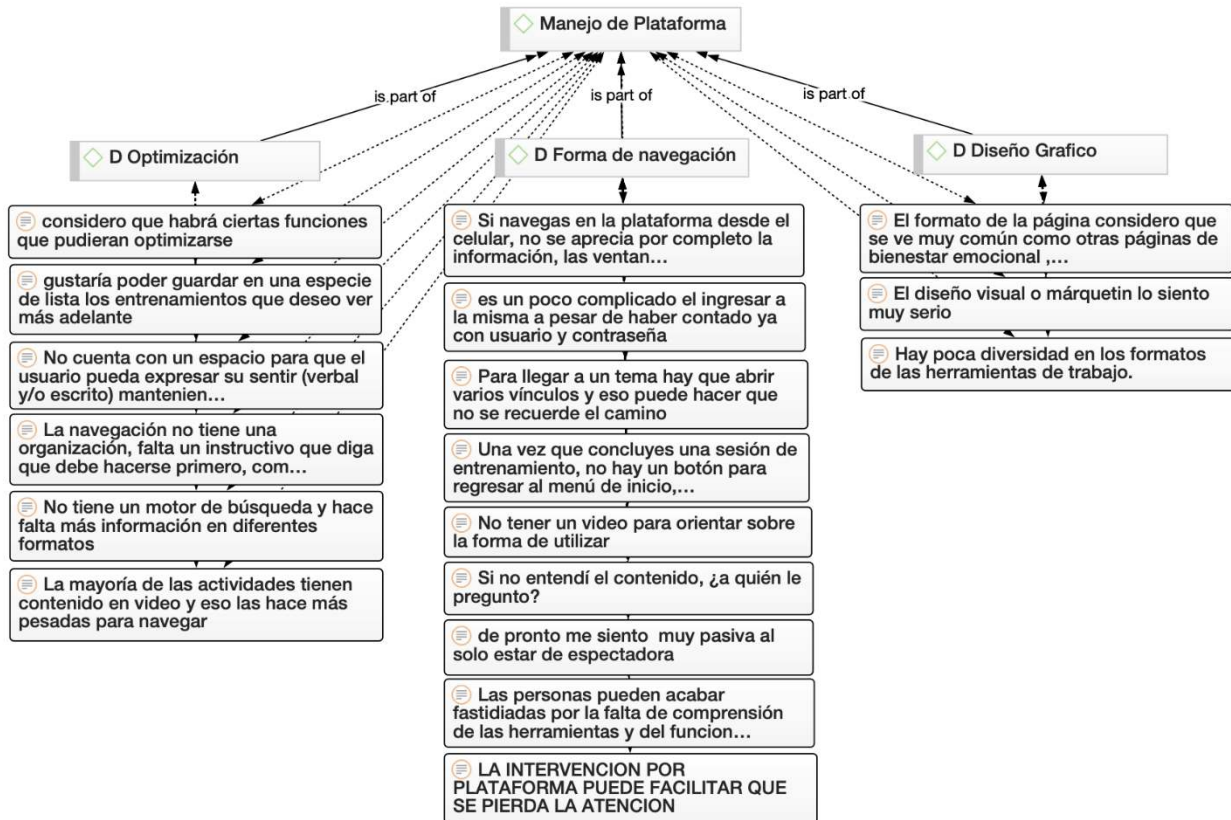 Manejo de Plataforma
is part of
is part of
is part of
D Optimización
D Forma de navegación
D Diseño Grafico
considero que habrá ciertas funciones
que pudieran optimizarse
gustaría poder guardar en una especie
de lista los entrenamientos que deseo ver
más adelante
No cuenta con un espacio para que el
usuario pueda expresar su sentir (verbal
y/o escrito) mantenien...
La navegación no tiene una
organización, falta un instructivo que diga
que debe hacerse primero, com...
No tiene un motor de búsqueda y hace
falta más información en diferentes
formatos
La mayoría de las actividades tienen
contenido en video y eso las hace más
pesadas para navegar
Si navegas en la plataforma desde el
celular, no se aprecia por completo la
información, las ventan...
es un poco complicado el ingresar a
la misma a pesar de haber contado ya
con usuario y contraseña
Para llegar a un tema hay que abrir
varios vínculos y eso puede hacer que
no se recuerde el camino
Una vez que concluyes una sesión de
entrenamiento, no hay un botón para
regresar al menú de inicio,...
No tener un video para orientar sobre
la forma de utilizar
Si no entendí el contenido, ¿a quién le
pregunto?
de pronto me siento muy pasiva al
solo estar de espectadora
Las personas pueden acabar
fastidiadas por la falta de comprensión
de las herramientas y del funcion...
LA INTERVENCION POR
PLATAFORMA PUEDE FACILITAR QUE
SE PIERDA LA ATENCION
El formato de la página considero que
se ve muy común como otras páginas de
bienestar emocional ,...
El diseño visual o márquetin lo siento
muy serio
Hay poca diversidad en los formatos
de las herramientas de trabajo.